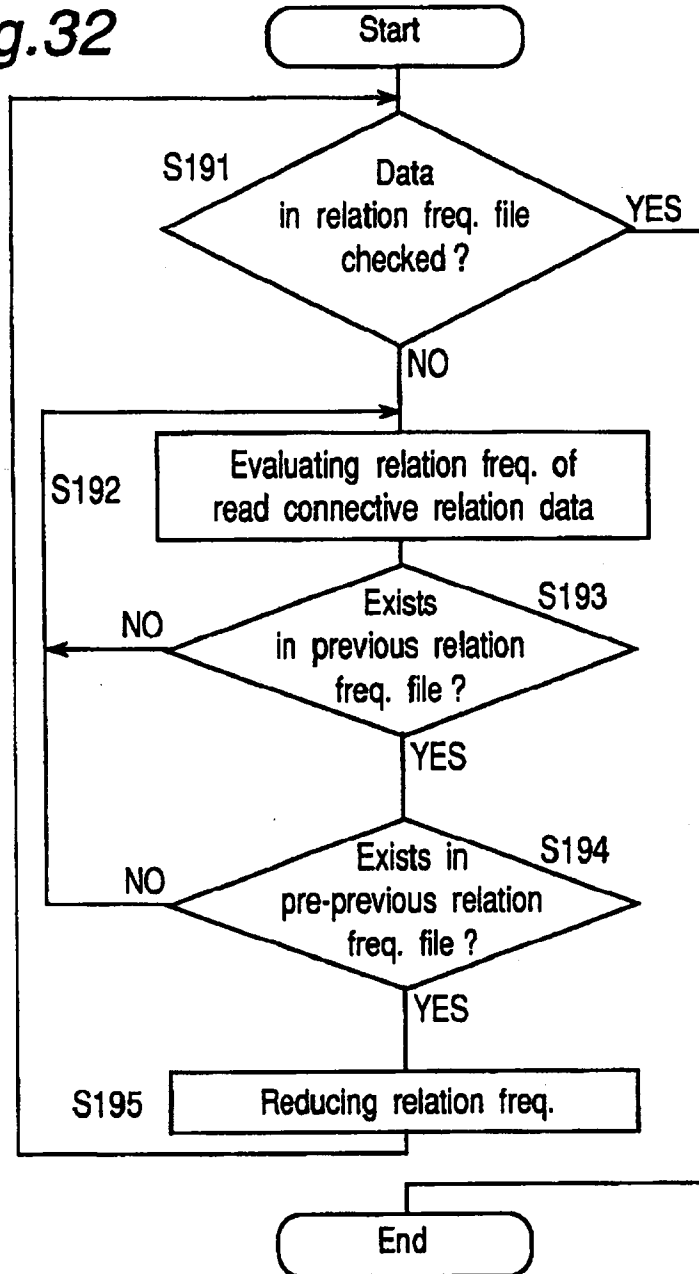 g.32
Start
S191
Data
in relation freq. file
checked ?
YES
NO
S192
Evaluating relation freq. of
read connective relation data
S193
Exists
in previous relation
freq. file ?
NO
YES
S194
Exists in
pre-previous relation
freq. file ?
NO
YES
S195
Reducing relation freq.
End